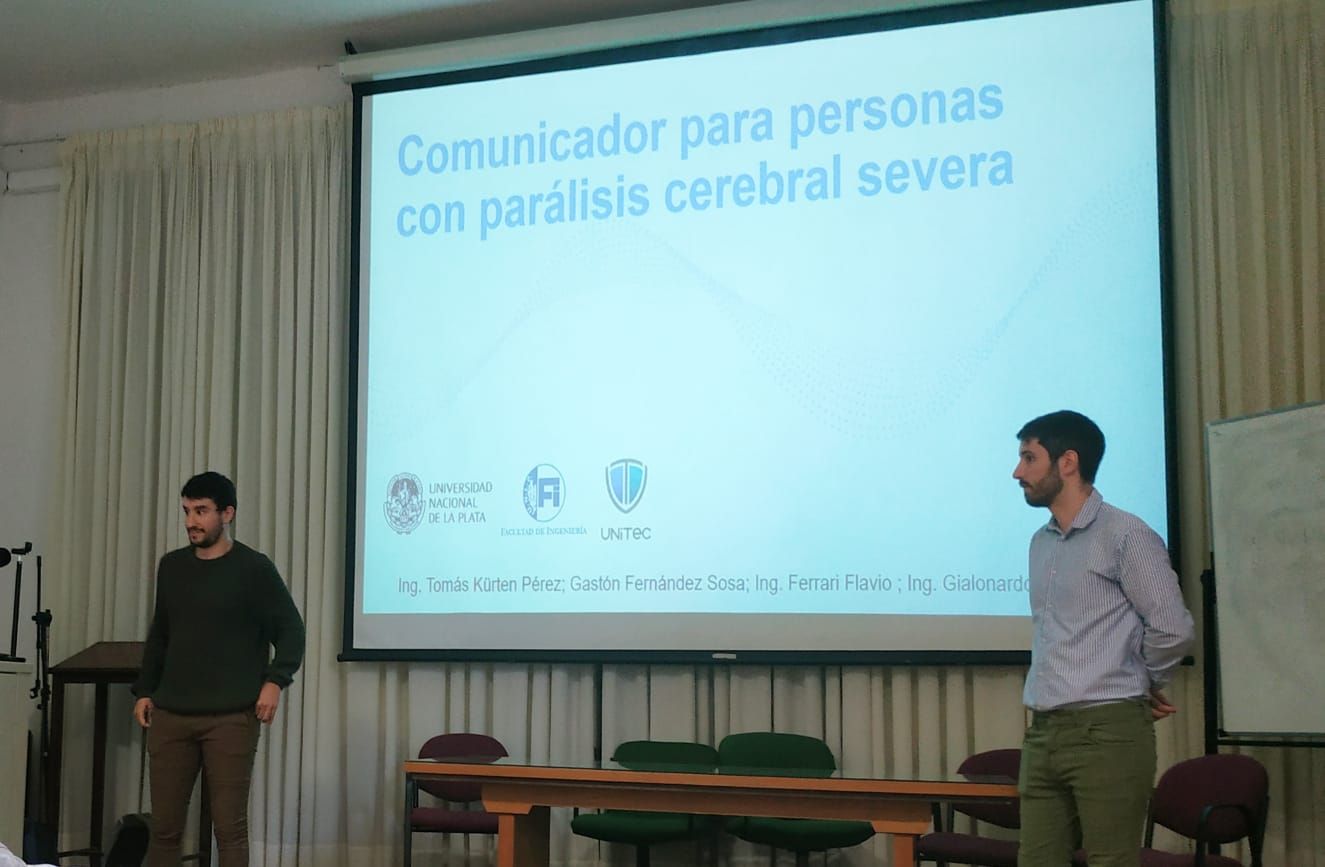 Comunicador para personas
con parálisis cerebral severa
UNIVERSIDAD
NACIONAL
DE LA PLATA
Fi
FACULTAD DE INGENIERÍA
UNiTEC
Ing. Tomás Kürten Pérez; Gastón Fernández Sosa; Ing. Ferrari Flavio ; Ing. Gialonardo